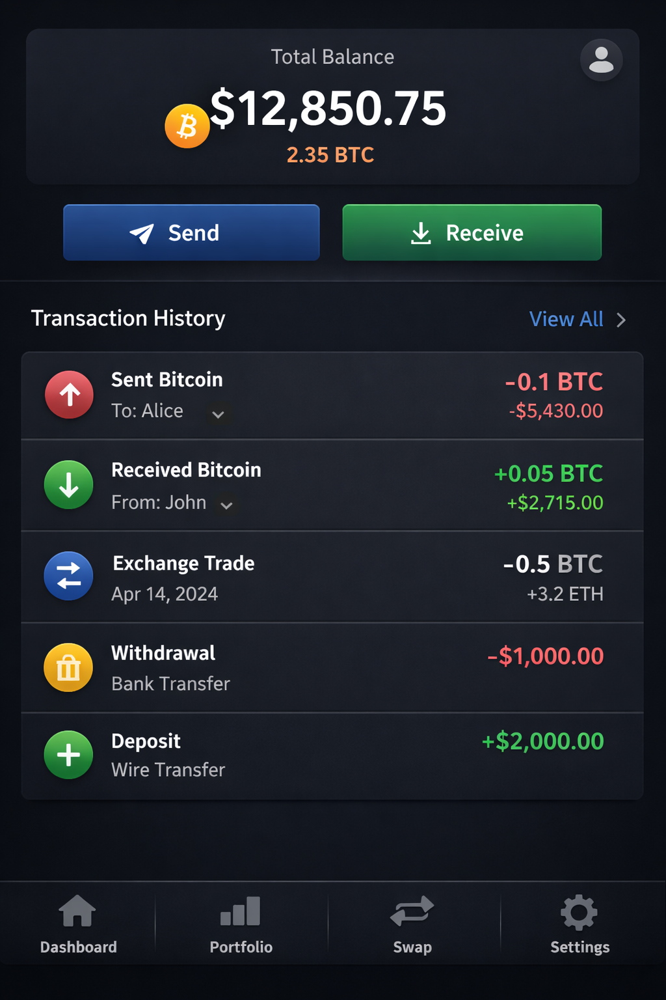 Total Balance
$12,850.75
2.35 BTC
Send
Receive
Transaction History
View All
Sent Bitcoin
-0.1 BTC
To: Alice
-$5,430.00
Received Bitcoin
+0.05 BTC
From: John
+$2,715.00
Exchange Trade
-0.5 BTC
Apr 14, 2024
+3.2 ETH
Withdrawal
-$1,000.00
Bank Transfer
Deposit
+$2,000.00
Wire Transfer
Dashboard
Portfolio
Swap
Settings